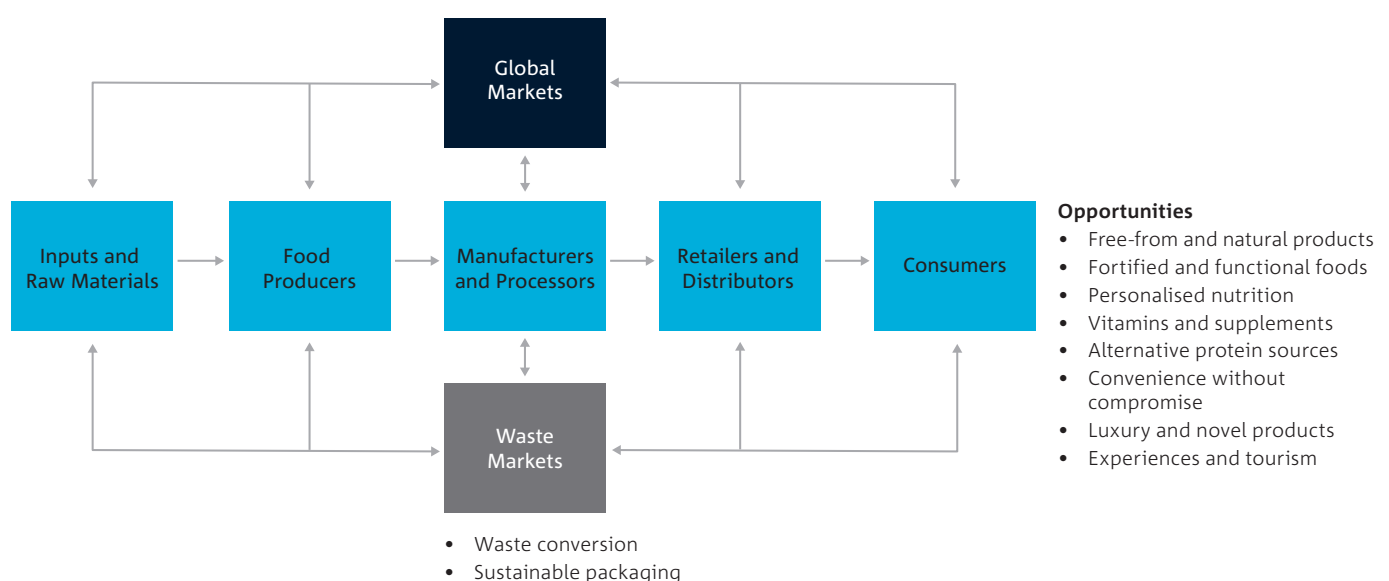 Global
Markets
Inputs and
Raw Materials
Food
Producers
Manufacturers
and Processors
Retailers and
Distributors
Consumers
Opportunities
• Free-from and natural products
• Fortified and functional foods
• Personalised nutrition
• Vitamins and supplements
• Alternative protein sources
• Convenience without
compromise
• Luxury and novel products
• Experiences and tourism
Waste
Markets
• Waste conversion
• Sustainable packaging